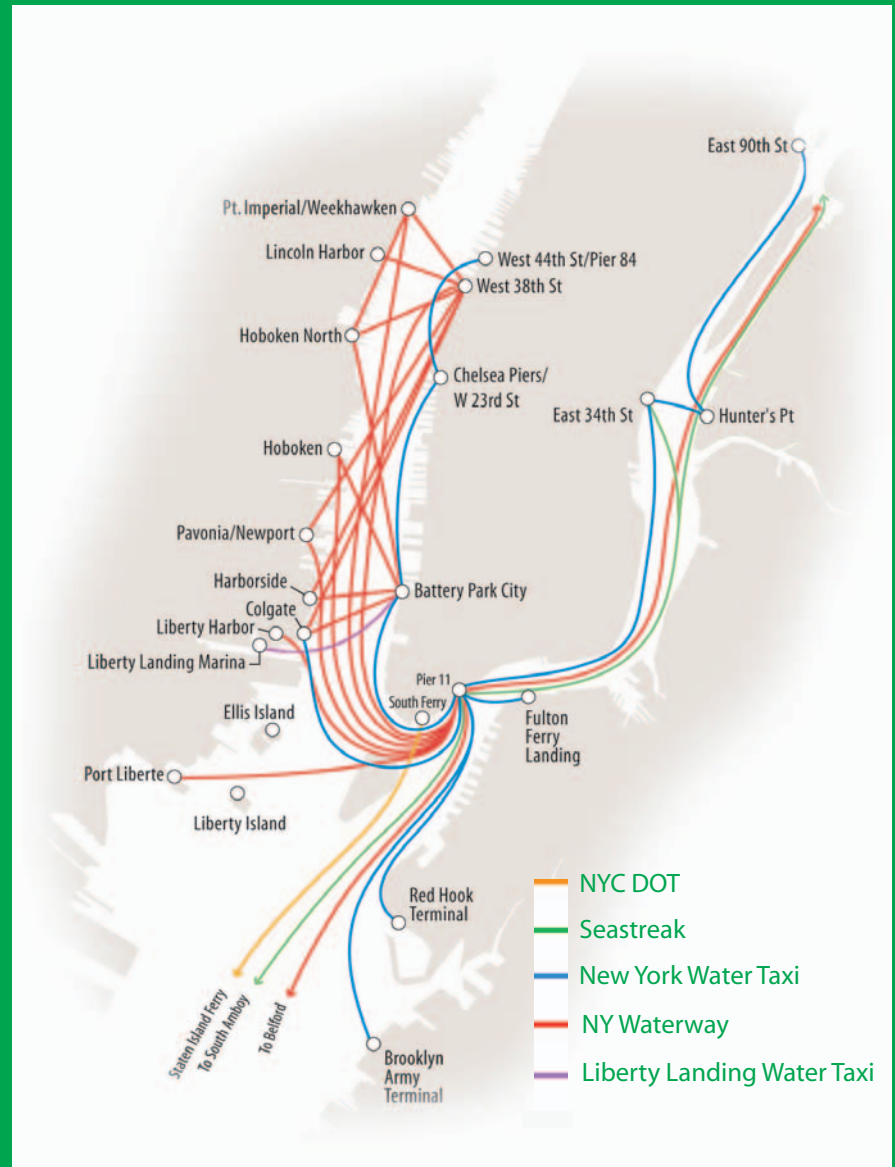 East 90th St
Pt. Imperial/Weekhawken
Lincoln Harbor
West 44th St/Pier 84
West 38th St
Hoboken North
Chelsea Piers/
W 23rd St
East 34th St
Hunter's Pt
Hoboken
Pavonia/Newport
Harborside
Battery Park City
Colgate
Liberty Harbor
Liberty Landing Marina
Pier 11
South Ferry
Ellis Island
Fulton
Ferry
Landing
Port Liberte
Liberty Island
NYC DOT
Red Hook
Terminal
Seastreak
New York Water Taxi
Staten Island Ferry
To South Amboy
To Belford
NY Waterway
Brooklyn
Army
Terminal
Liberty Landing Water Taxi